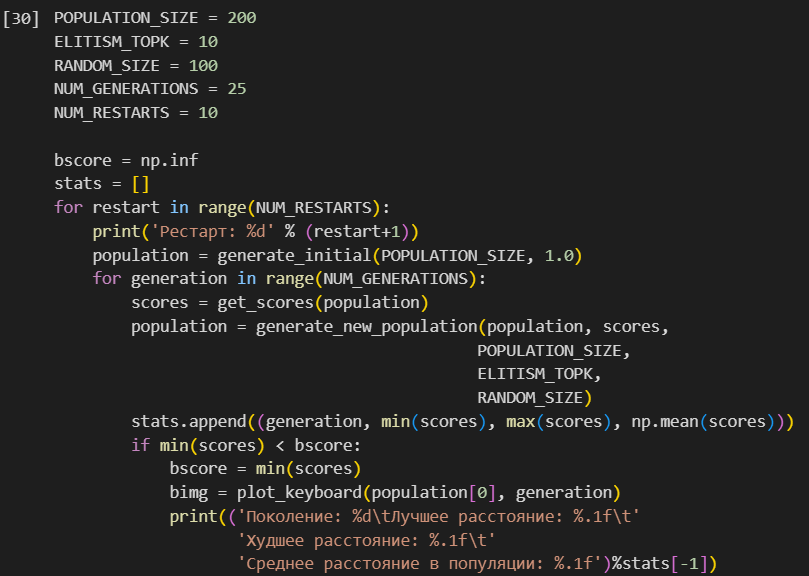 [30] POPULATION_SIZE = 200
ELITISM_TOPK = 10
RANDOM_SIZE = 100
NUM_GENERATIONS = 25
NUM_RESTARTS = 10
bscore = np.inf
stats = []
for restart in range(NUM_RESTARTS):
    print('Рестарт: %d' % (restart+1))
    population = generate_initial(POPULATION_SIZE, 1.0)
    for generation in range(NUM_GENERATIONS):
        scores = get_scores(population)
        population = generate_new_population(population, scores,
                                            POPULATION_SIZE,
                                            ELITISM_TOPK,
                                            RANDOM_SIZE)
        stats.append((generation, min(scores), max(scores), np.mean(scores)))
        if min(scores) < bscore:
            bscore = min(scores)
            bimg = plot_keyboard(population[0], generation)
            print(('Поколение: %d\tЛучшее расстояние: %.1f\t'
                   'Худшее расстояние: %.1f\t'
                   'Среднее расстояние в популяции: %.1f')%stats[-1])